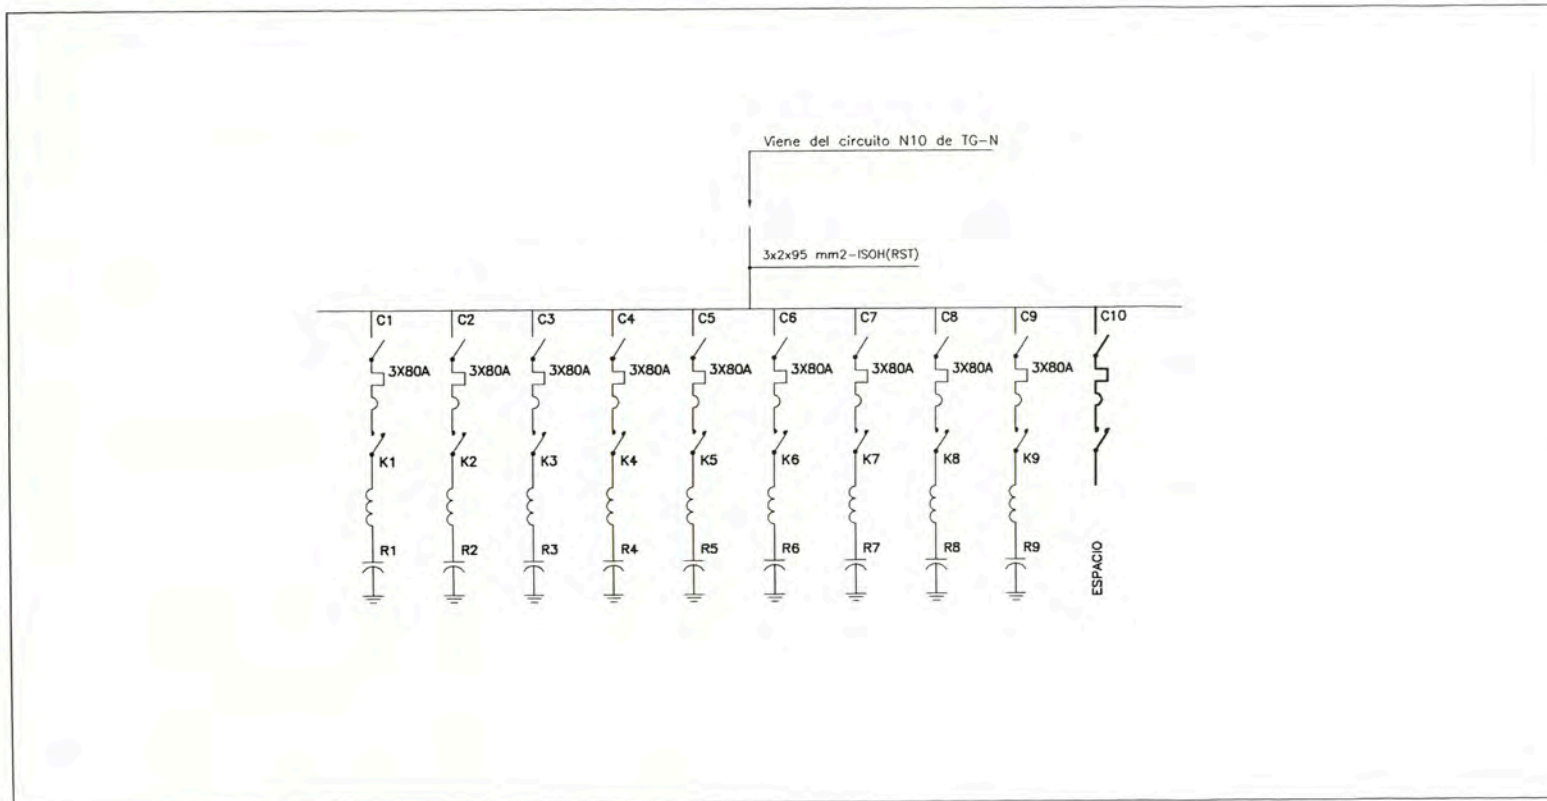 Viene del circuito N10 de TG-N
3x2x95 mm2-ISOH(RST)
C1 C2 C3 C4 C5 C6 C7 C8 C9 C10
3X80A 3X80A 3X80A 3X80A 3X80A 3X80A 3X80A 3X80A 3X80A
K1 K2 K3 K4 K5 K6 K7 K8 K9
R1 R2 R3 R4 R5 R6 R7 R8 R9
ESPACIO